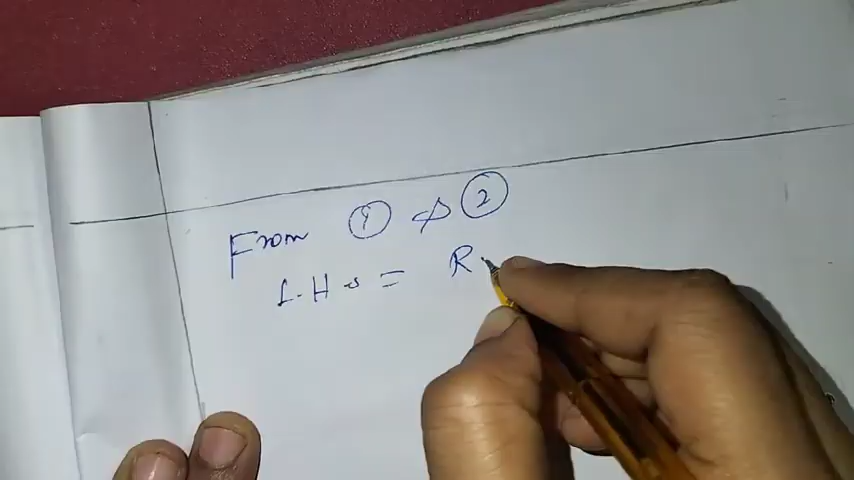 From ① & ②
L.H.s = R.